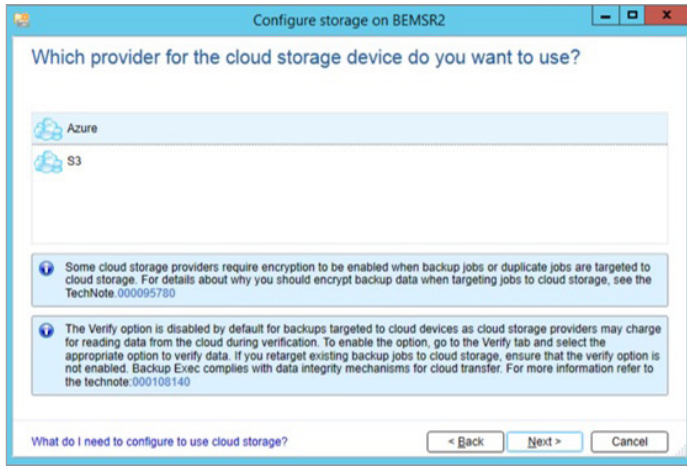 Configure storage on BEMSR2
Which provider for the cloud storage device do you want to use?
Azure
S3
Some cloud storage providers require encryption to be enabled when backup jobs or duplicate jobs are targeted to
cloud storage. For details about why you should encrypt backup data when targeting jobs to cloud storage, see the
TechNote.000095780
The Verify option is disabled by default for backups targeted to cloud devices as cloud storage providers may charge
for reading data from the cloud during verification. To enable the option, go to the Verify tab and select the
appropriate option to verify data. If you retarget existing backup jobs to cloud storage, ensure that the verify option is
not enabled. Backup Exec complies with data integrity mechanisms for cloud transfer. For more information refer to
the technote:000108140
What do I need to configure to use cloud storage?
< Back
Next >
Cancel